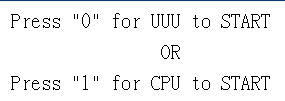 Press "0" for UUU to START
OR
Press "1" for CPU to START